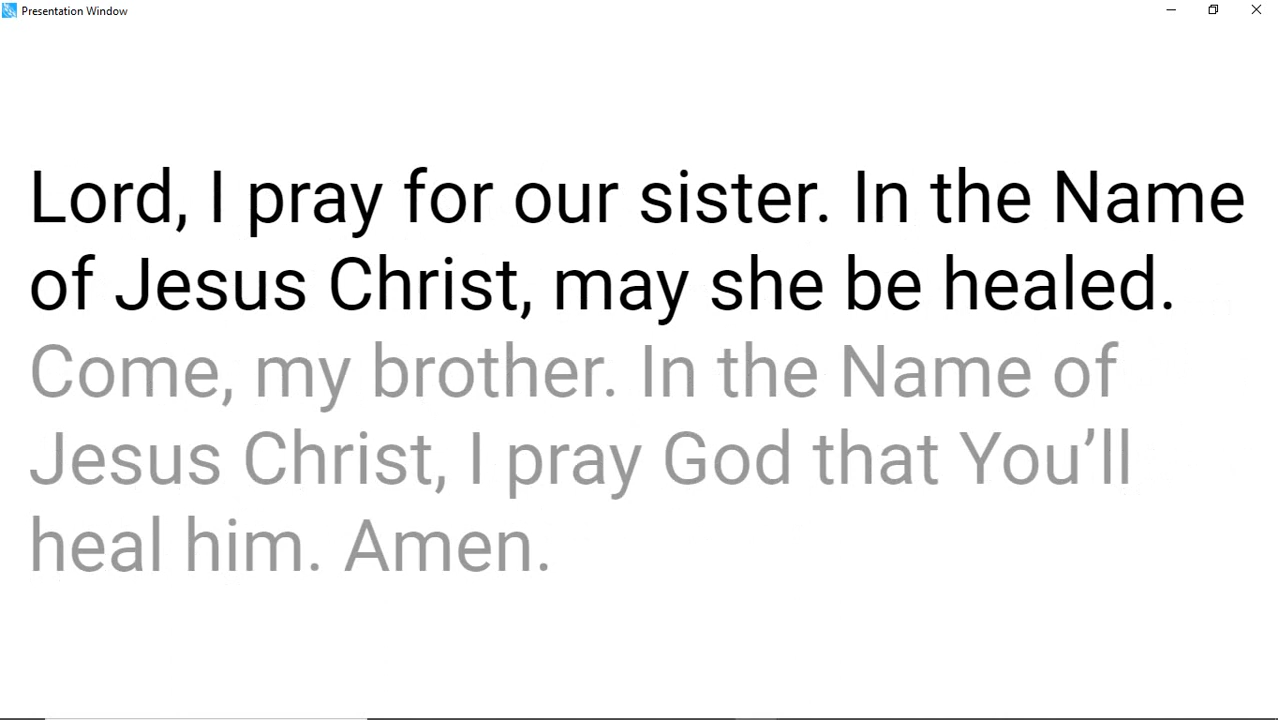 Presentation Window
Lord, I pray for our sister. In the Name
of Jesus Christ, may she be healed.
Come, my brother. In the Name of
Jesus Christ, I pray God that You’ll
heal him. Amen.